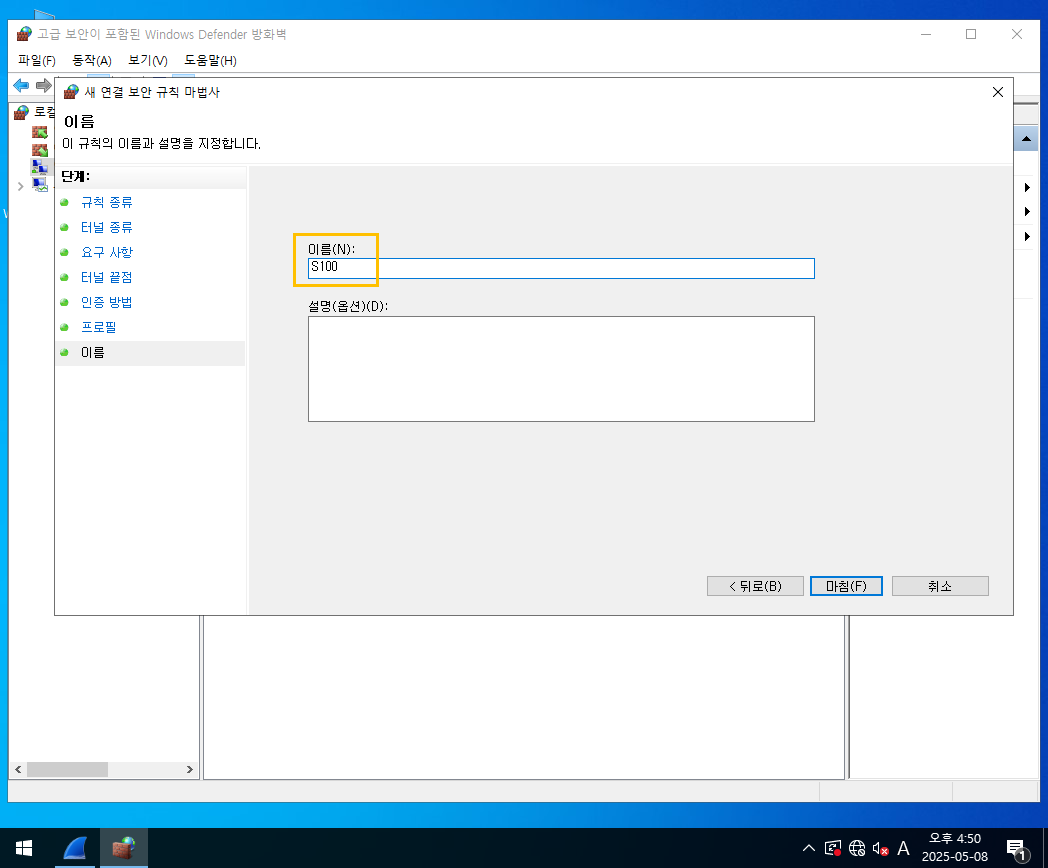 고급 보안이 포함된 Windows Defender 방화벽
파일(F) 동작(A) 보기(V) 도움말(H)
새 연결 보안 규칙 마법사
이름
이 규칙의 이름과 설명을 지정합니다.
로컬
단계:
규칙 종류
터널 종류
요구 사항
터널 끝점
인증 방법
프로필
이름
이름(N):
S100
설명(옵션)(D):
< 뒤로(B) 마침(F) 취소
A
오후 4:50
2025-05-08
1